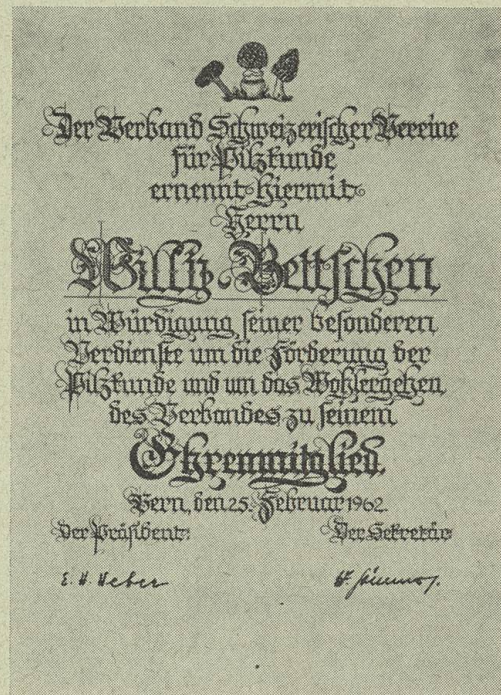 Der Verband Schweizerischer Vereine
für Pilzkunde
ernennt hiermit
Herrn
Willy Bettschen
in Würdigung seiner besonderen
Verdienste um die Förderung der
Pilzkunde und um das Wohlergehen
des Verbandes zu seinem
Ehrenmitglied.
Bern, den 25. Februar 1962.
Der Präsident: Der Sekretär
E. H. Weber